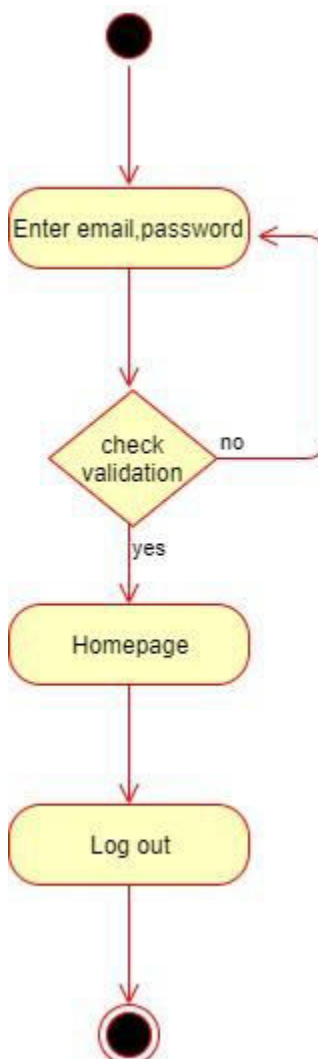 Enter email,password
check
validation
no
yes
Homepage
Log out